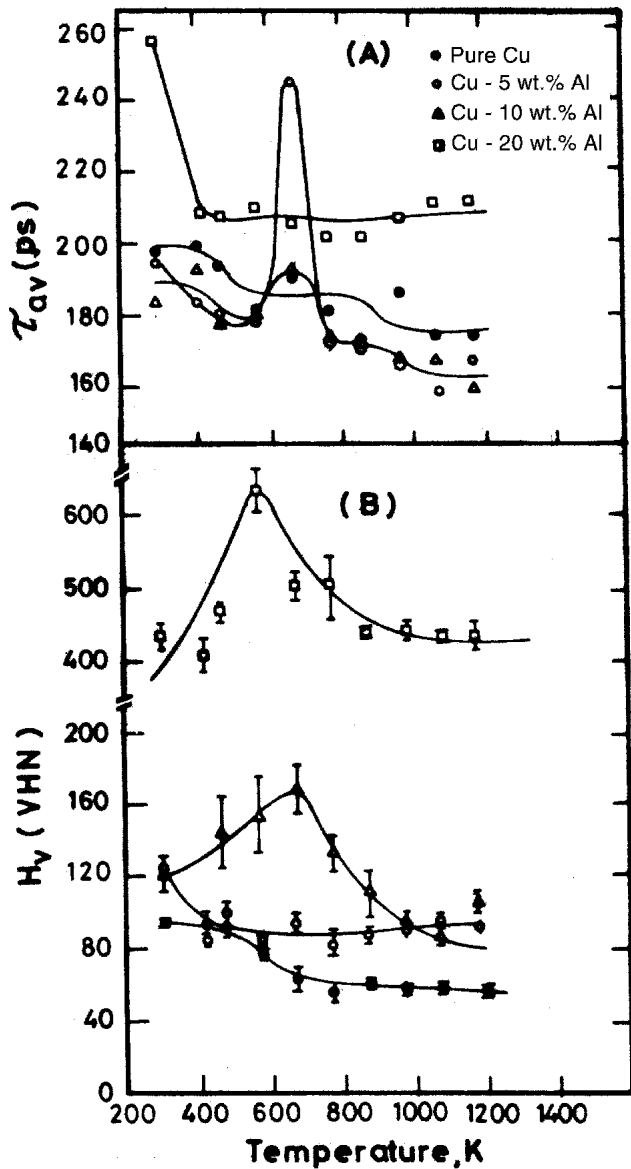 260
(A)
● Pure Cu
○ Cu - 5 wt.% Al
▲ Cu - 10 wt.% Al
□ Cu - 20 wt.% Al
240
220
200
180
160
140
τav (ps)
(B)
600
500
400
200
160
120
80
40
0
Hv (VHN)
200 400 600 800 1000 1200 1400
Temperature, K